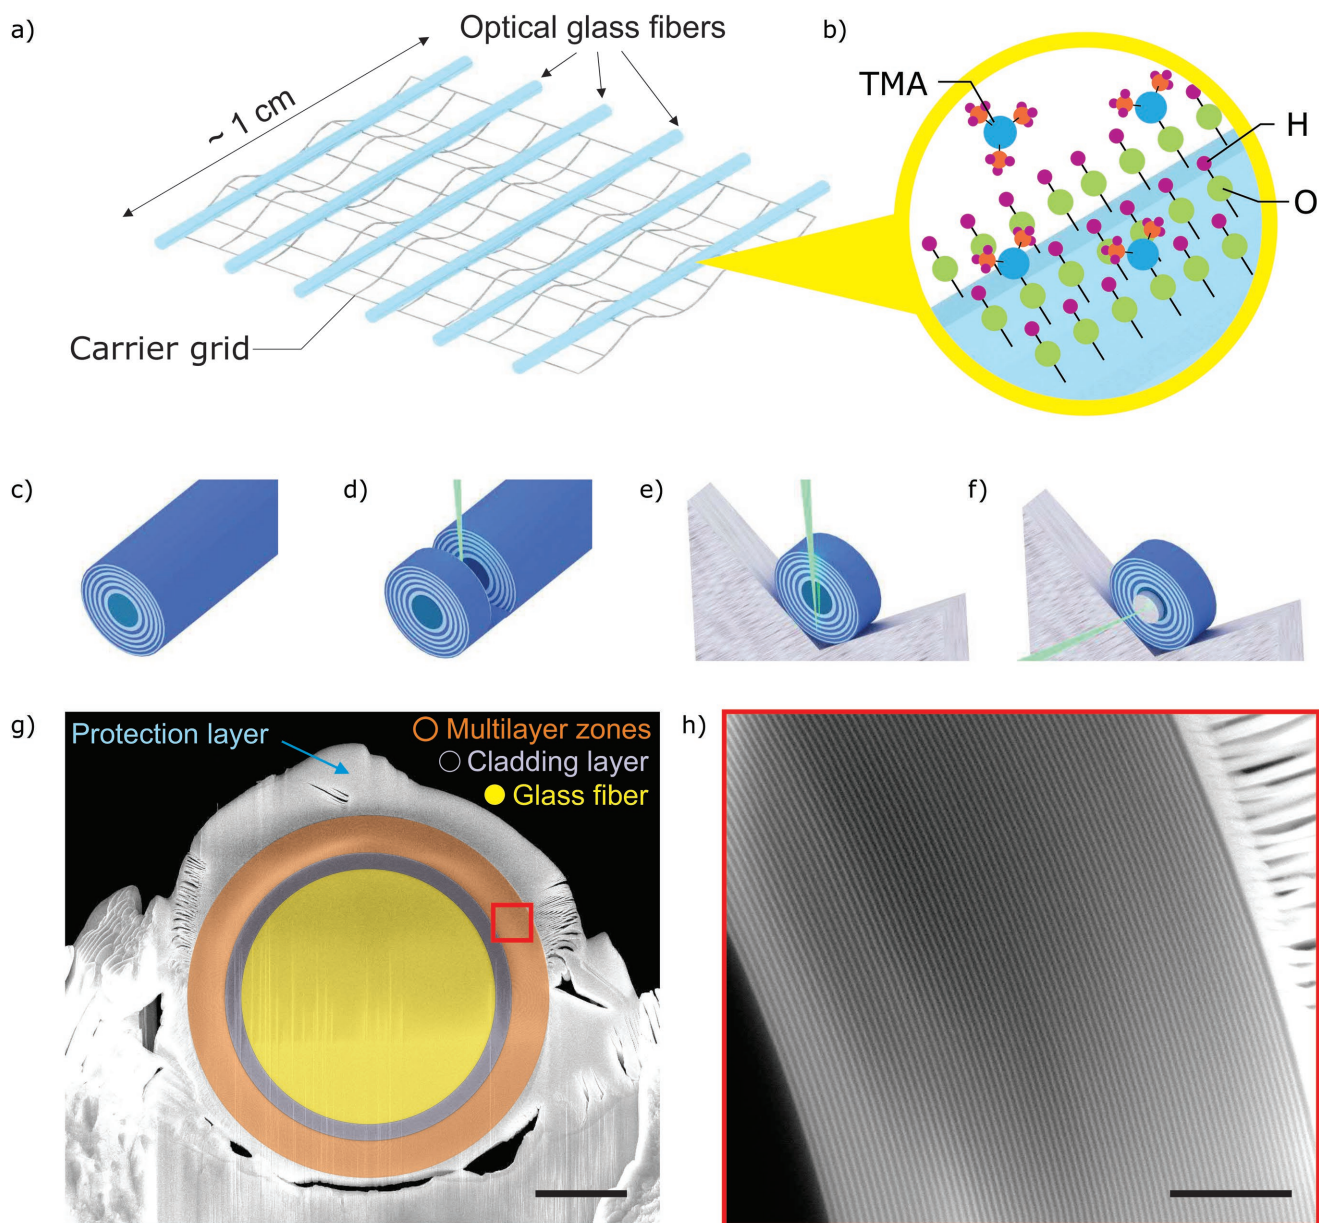 a)
Optical glass fibers
~ 1 cm
Carrier grid
b)
TMA
H
O
c)
d)
e)
f)
g)
Protection layer
Multilayer zones
Cladding layer
Glass fiber
h)